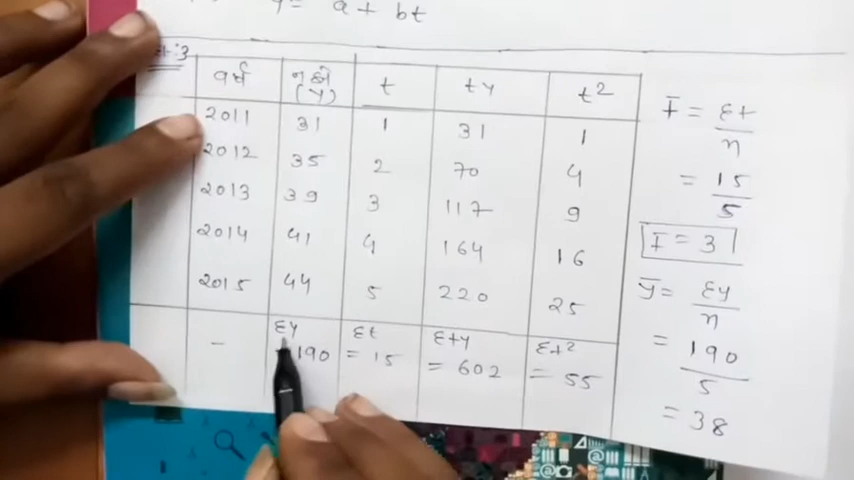 y = a + bt
વર્ષ નફો (Y) t ty t²
2011 31 1 31 1
2012 35 2 70 4
2013 39 3 117 9
2014 41 4 164 16
2015 44 5 220 25
- Σy 190 Σt = 15 Σty = 602 Σt² = 55
t̄ = Σt / n
= 15 / 5
t̄ = 3
ȳ = Σy / n
= 190 / 5
= 38